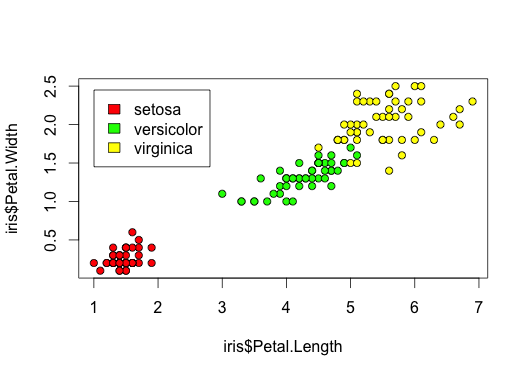 setosa
versicolor
virginica
2.5
2.0
1.5
1.0
0.5
iris$Petal.Width
1 2 3 4 5 6 7
iris$Petal.Length